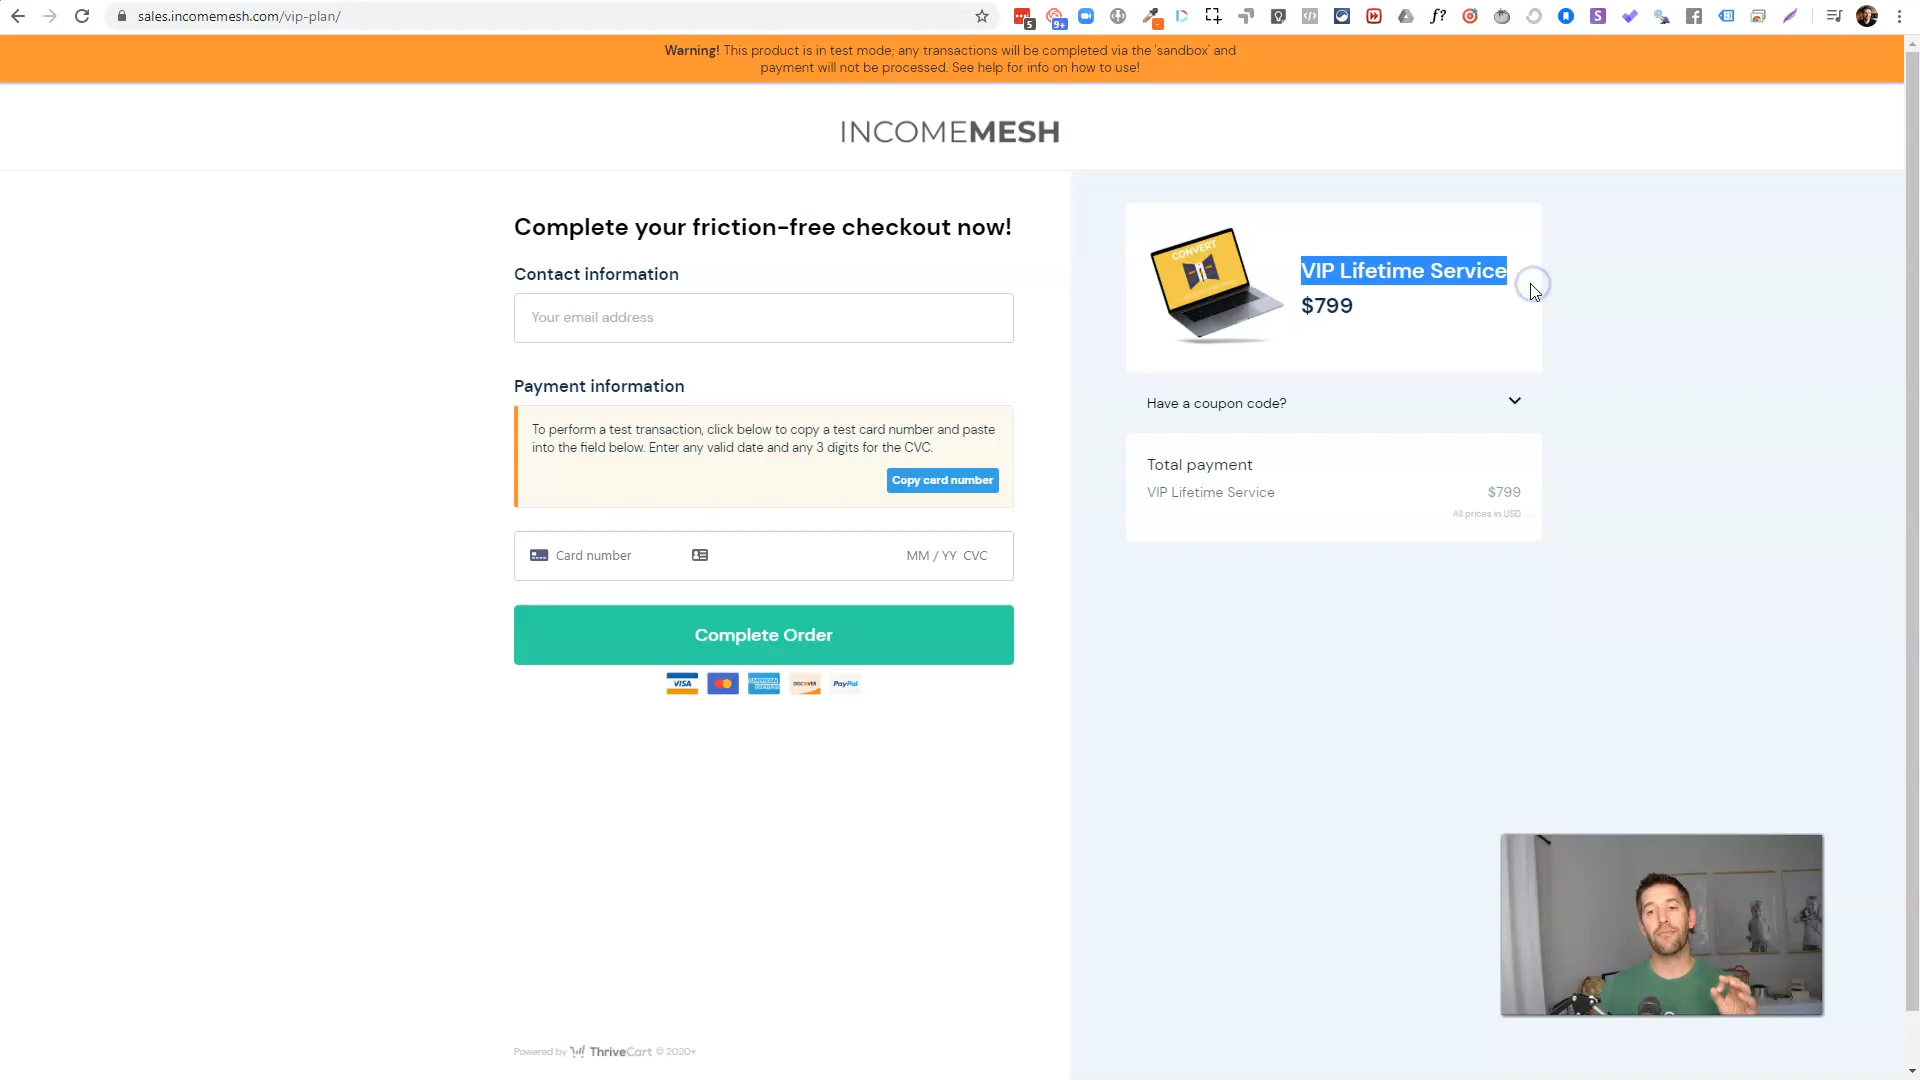 sales.incomemesh.com/vip-plan/
5
9+
f?
S
Warning! This product is in test mode; any transactions will be completed via the 'sandbox' and
payment will not be processed. See help for info on how to use!
INCOMEMESH
Complete your friction-free checkout now!
Contact information
Your email address
Payment information
To perform a test transaction, click below to copy a test card number and paste
into the field below. Enter any valid date and any 3 digits for the CVC.
Copy card number
Card number MM / YY CVC
Complete Order
VISA
DISCOVER
PayPal
Powered by ThriveCart © 2020+
CONVERT
VIP Lifetime Service
$799
Have a coupon code?
Total payment
VIP Lifetime Service $799
All prices in USD